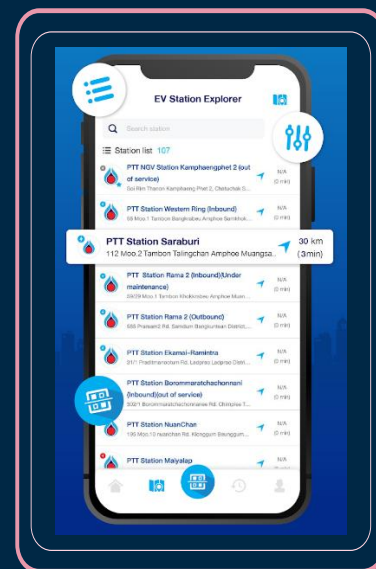 EV Station Explorer
Search station
Station list 107
PTT NGV Station Kamphaengphet 2 (out
of service)
N/A
(0 min)
PTT Station Western Ring (Inbound)
N/A
(0 min)
PTT Station Saraburi
30 km
112 Moo.2 Tambon Talingchan Amphoe Muangsa..
(3min)
PTT Station Rama 2 (Inbound)(Under
maintenance)
N/A
(0 min)
PTT Station Rama 2 (Outbound)
N/A
(0 min)
PTT Station Ekamai-Ramintra
N/A
(0 min)
PTT Station Borommaratchachonnani
(Inbound)(out of service)
N/A
(0 min)
PTT Station NuanChan
N/A
(0 min)
PTT Station Maiyalap
N/A